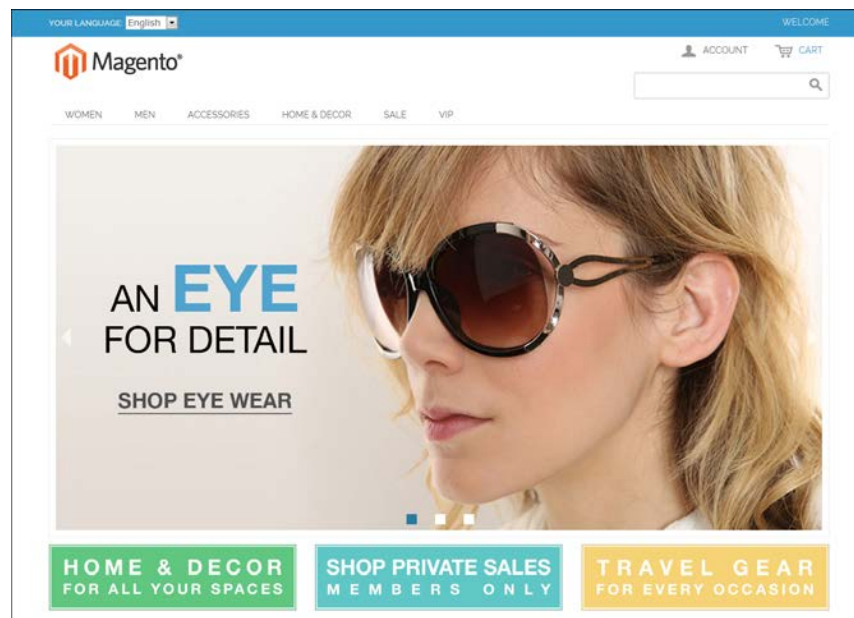 YOUR LANGUAGE: English
WELCOME
Magento®
ACCOUNT
CART
WOMEN MEN ACCESSORIES HOME & DECOR SALE VIP
AN EYE
FOR DETAIL
SHOP EYE WEAR
HOME & DECOR
FOR ALL YOUR SPACES
SHOP PRIVATE SALES
MEMBERS ONLY
TRAVEL GEAR
FOR EVERY OCCASION